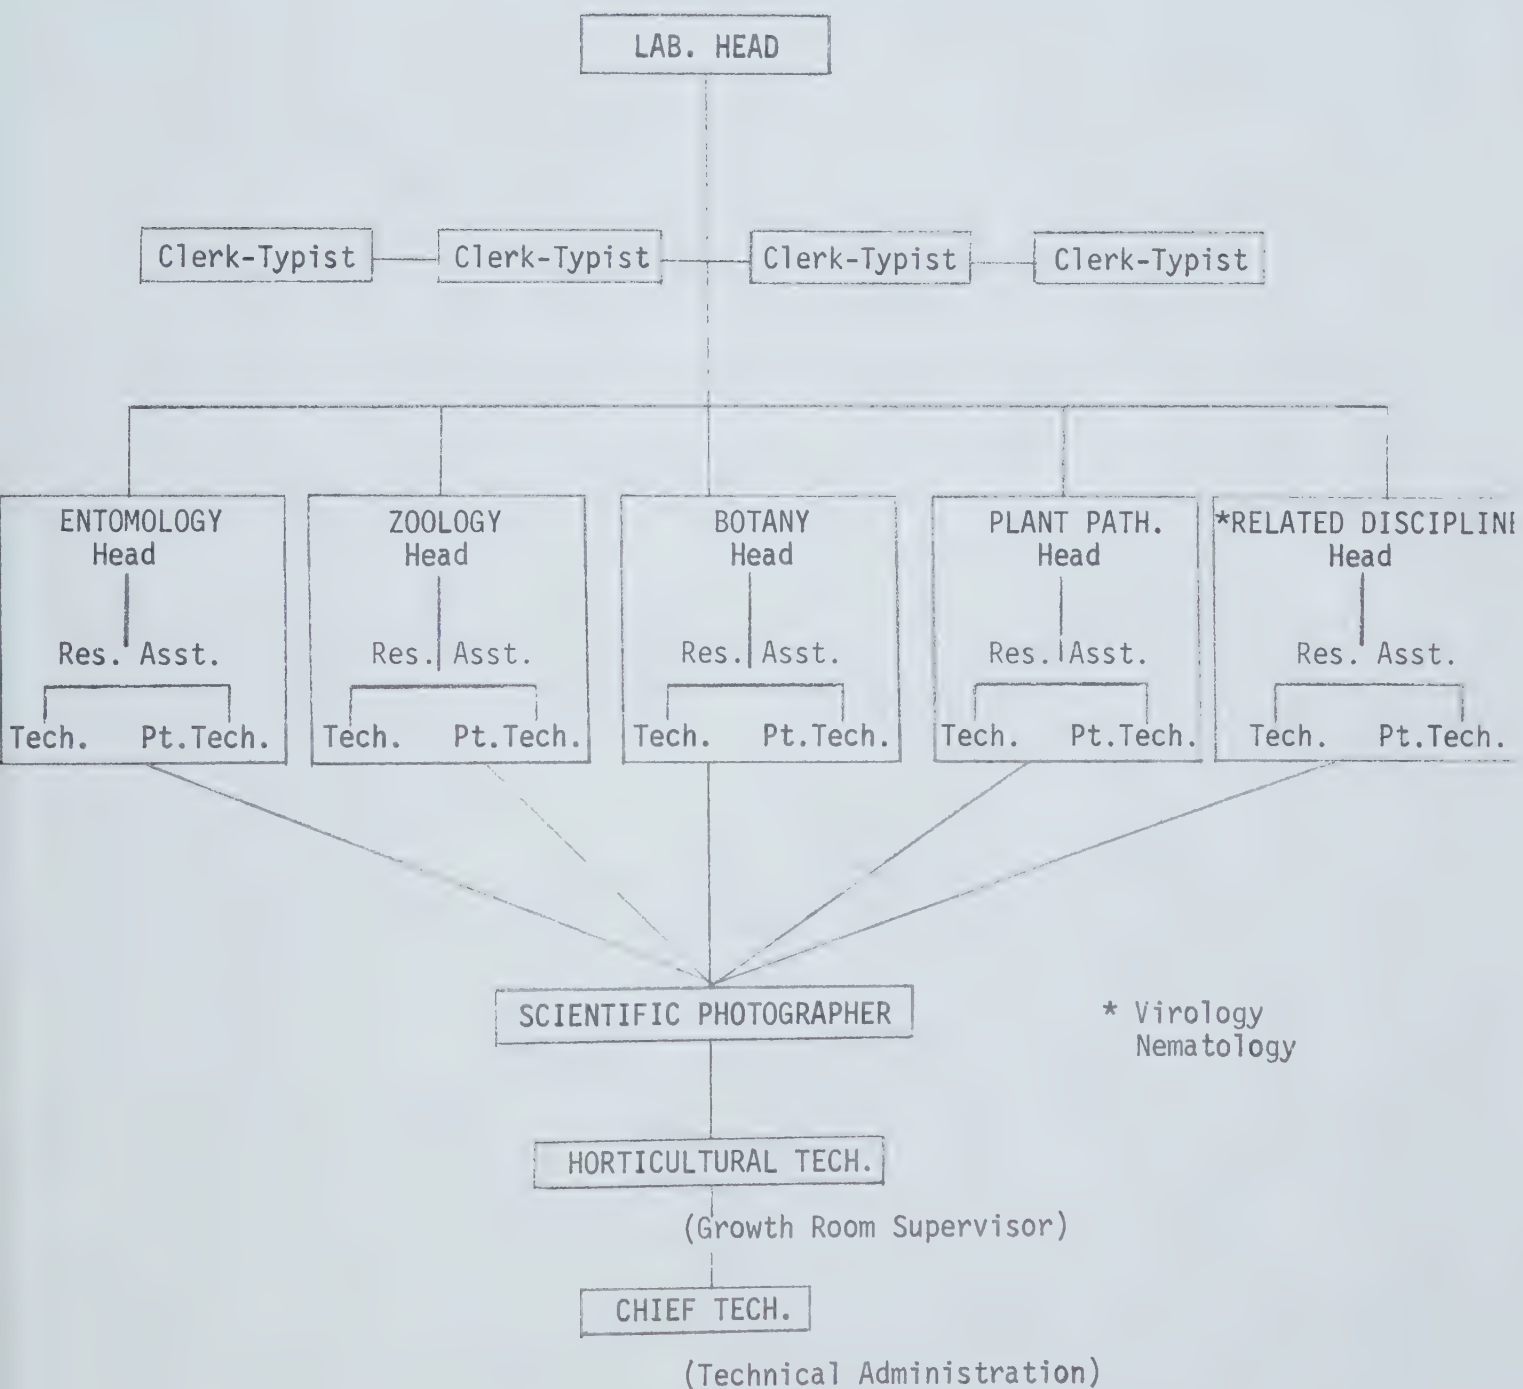 LAB. HEAD
Clerk-Typist Clerk-Typist Clerk-Typist Clerk-Typist
ENTOMOLOGY ZOOLOGY BOTANY PLANT PATH. *RELATED DISCIPLINE
Head Head Head Head Head
Res. Asst. Res. Asst. Res. Asst. Res. Asst. Res. Asst.
Tech. Pt.Tech. Tech. Pt.Tech. Tech. Pt.Tech. Tech. Pt.Tech. Tech. Pt.Tech.
SCIENTIFIC PHOTOGRAPHER
* Virology
Nematology
HORTICULTURAL TECH.
(Growth Room Supervisor)
CHIEF TECH.
(Technical Administration)